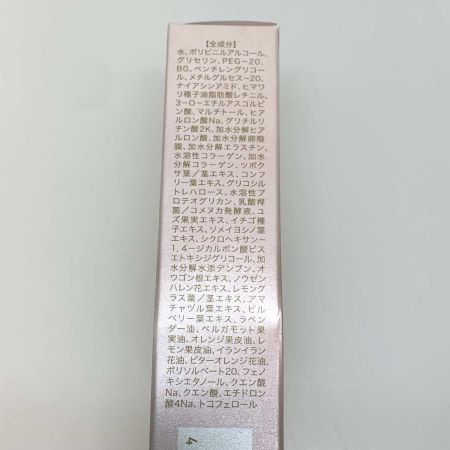 【全成分】
水、ポリビニルアルコール、
グリセリン、PEG-20、
BG、ペンチレングリコー
ル、メチルグルセス-20、
ナイアシンアミド、ヒマワ
リ種子油脂肪酸レチニル、
3-O-エチルアスコルビ
ン酸、マルチトール、ヒア
ルロン酸Na、グリチルリ
チン酸2K、加水分解ヒア
ルロン酸、加水分解卵殻
膜、加水分解エラスチン、
水溶性コラーゲン、加水
分解コラーゲン、ツボク
サ葉/茎エキス、コンフ
リー葉エキス、グリコシル
トレハロース、水溶性プ
ロテオグリカン、乳酸桿
菌/コメヌカ発酵液、ユ
ズ果実エキス、イチゴ種
子エキス、ソメイヨシノ葉
エキス、シクロヘキサン-
1,4-ジカルボン酸ビス
エトキシジグリコール、加
水分解水添デンプン、オ
ウゴン根エキス、ノウゼン
ハレン花エキス、レモング
ラス葉/茎エキス、アマ
チャヅル葉エキス、ビル
ベリー葉エキス、ラベン
ダー油、ベルガモット果
実油、オレンジ果皮油、レ
モン果皮油、イランイラン
花油、ビターオレンジ花油、
ポリソルベート20、フェノ
キシエタノール、クエン酸
Na、クエン酸、エチドロン
酸4Na、トコフェロール
4